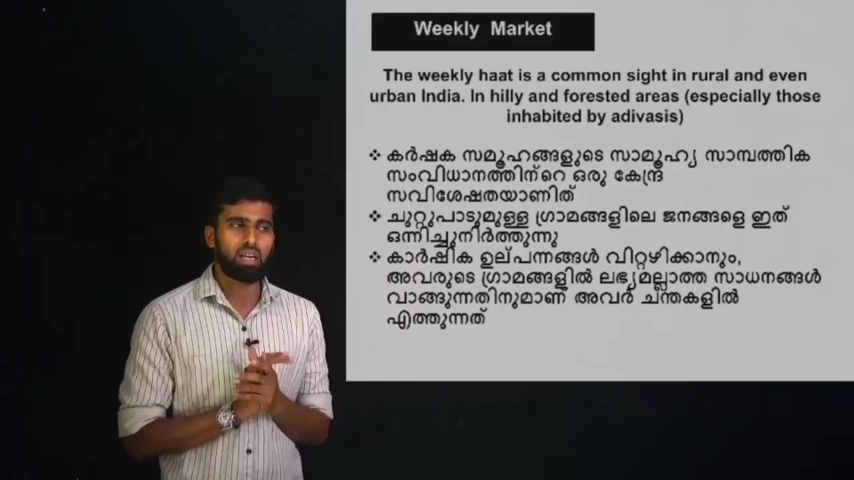 Weekly Market
The weekly haat is a common sight in rural and even
urban India. In hilly and forested areas (especially those
inhabited by adivasis)
❖ കർഷക സമൂഹങ്ങളുടെ സാമൂഹ്യ സാമ്പത്തിക
സംവിധാനത്തിന്റെ ഒരു കേന്ദ്ര
സവിശേഷതയാണിത്
❖ ചുറ്റുപാടുമുള്ള ഗ്രാമങ്ങളിലെ ജനങ്ങളെ ഇത്
ഒന്നിച്ചുനിർത്തുന്നു
❖ കാർഷിക ഉല്പന്നങ്ങൾ വിറ്റഴിക്കാനും,
അവരുടെ ഗ്രാമങ്ങളിൽ ലഭ്യമല്ലാത്ത സാധനങ്ങൾ
വാങ്ങുന്നതിനുമാണ് അവർ ചന്തകളിൽ
എത്തുന്നത്